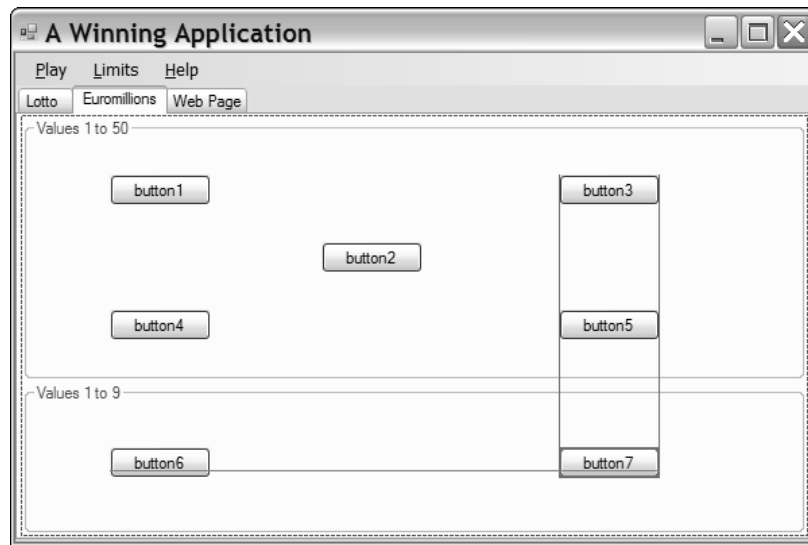 A Winning Application
Play Limits Help
Lotto Euromillions Web Page
Values 1 to 50
button1 button3
button2
button4 button5
Values 1 to 9
button6 button7